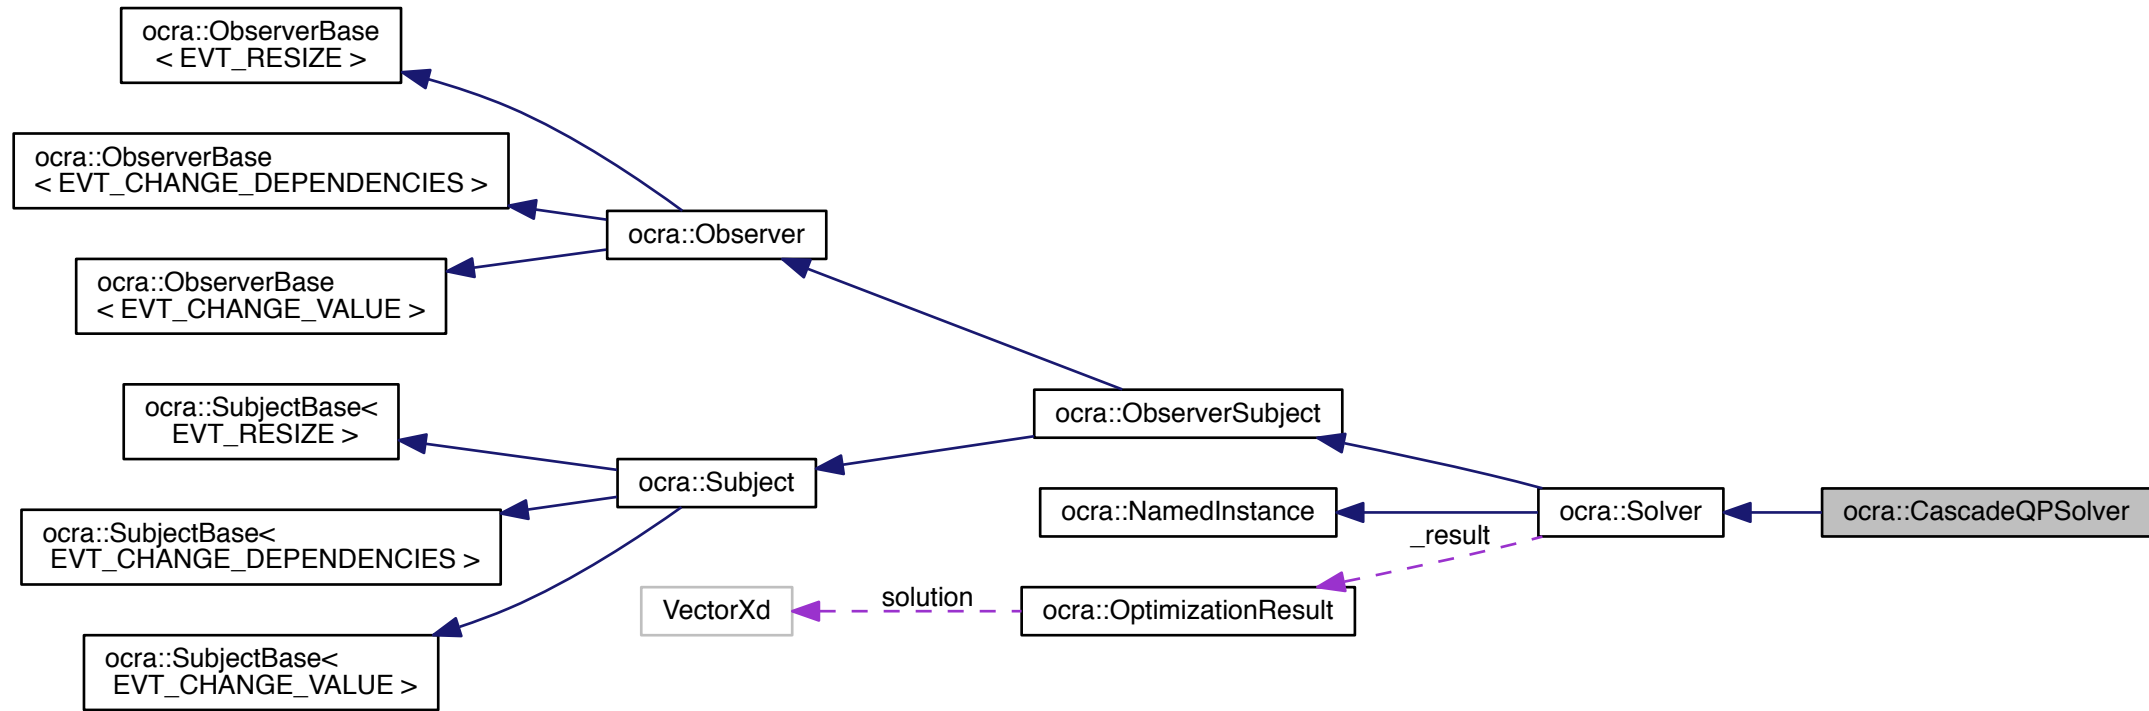 ocra::ObserverBase
< EVT_RESIZE >
ocra::ObserverBase
< EVT_CHANGE_DEPENDENCIES >
ocra::Observer
ocra::ObserverBase
< EVT_CHANGE_VALUE >
ocra::SubjectBase<
EVT_RESIZE >
ocra::ObserverSubject
ocra::Subject
ocra::NamedInstance
ocra::Solver
ocra::CascadeQPSolver
ocra::SubjectBase<
EVT_CHANGE_DEPENDENCIES >
_result
solution
VectorXd
ocra::OptimizationResult
ocra::SubjectBase<
EVT_CHANGE_VALUE >